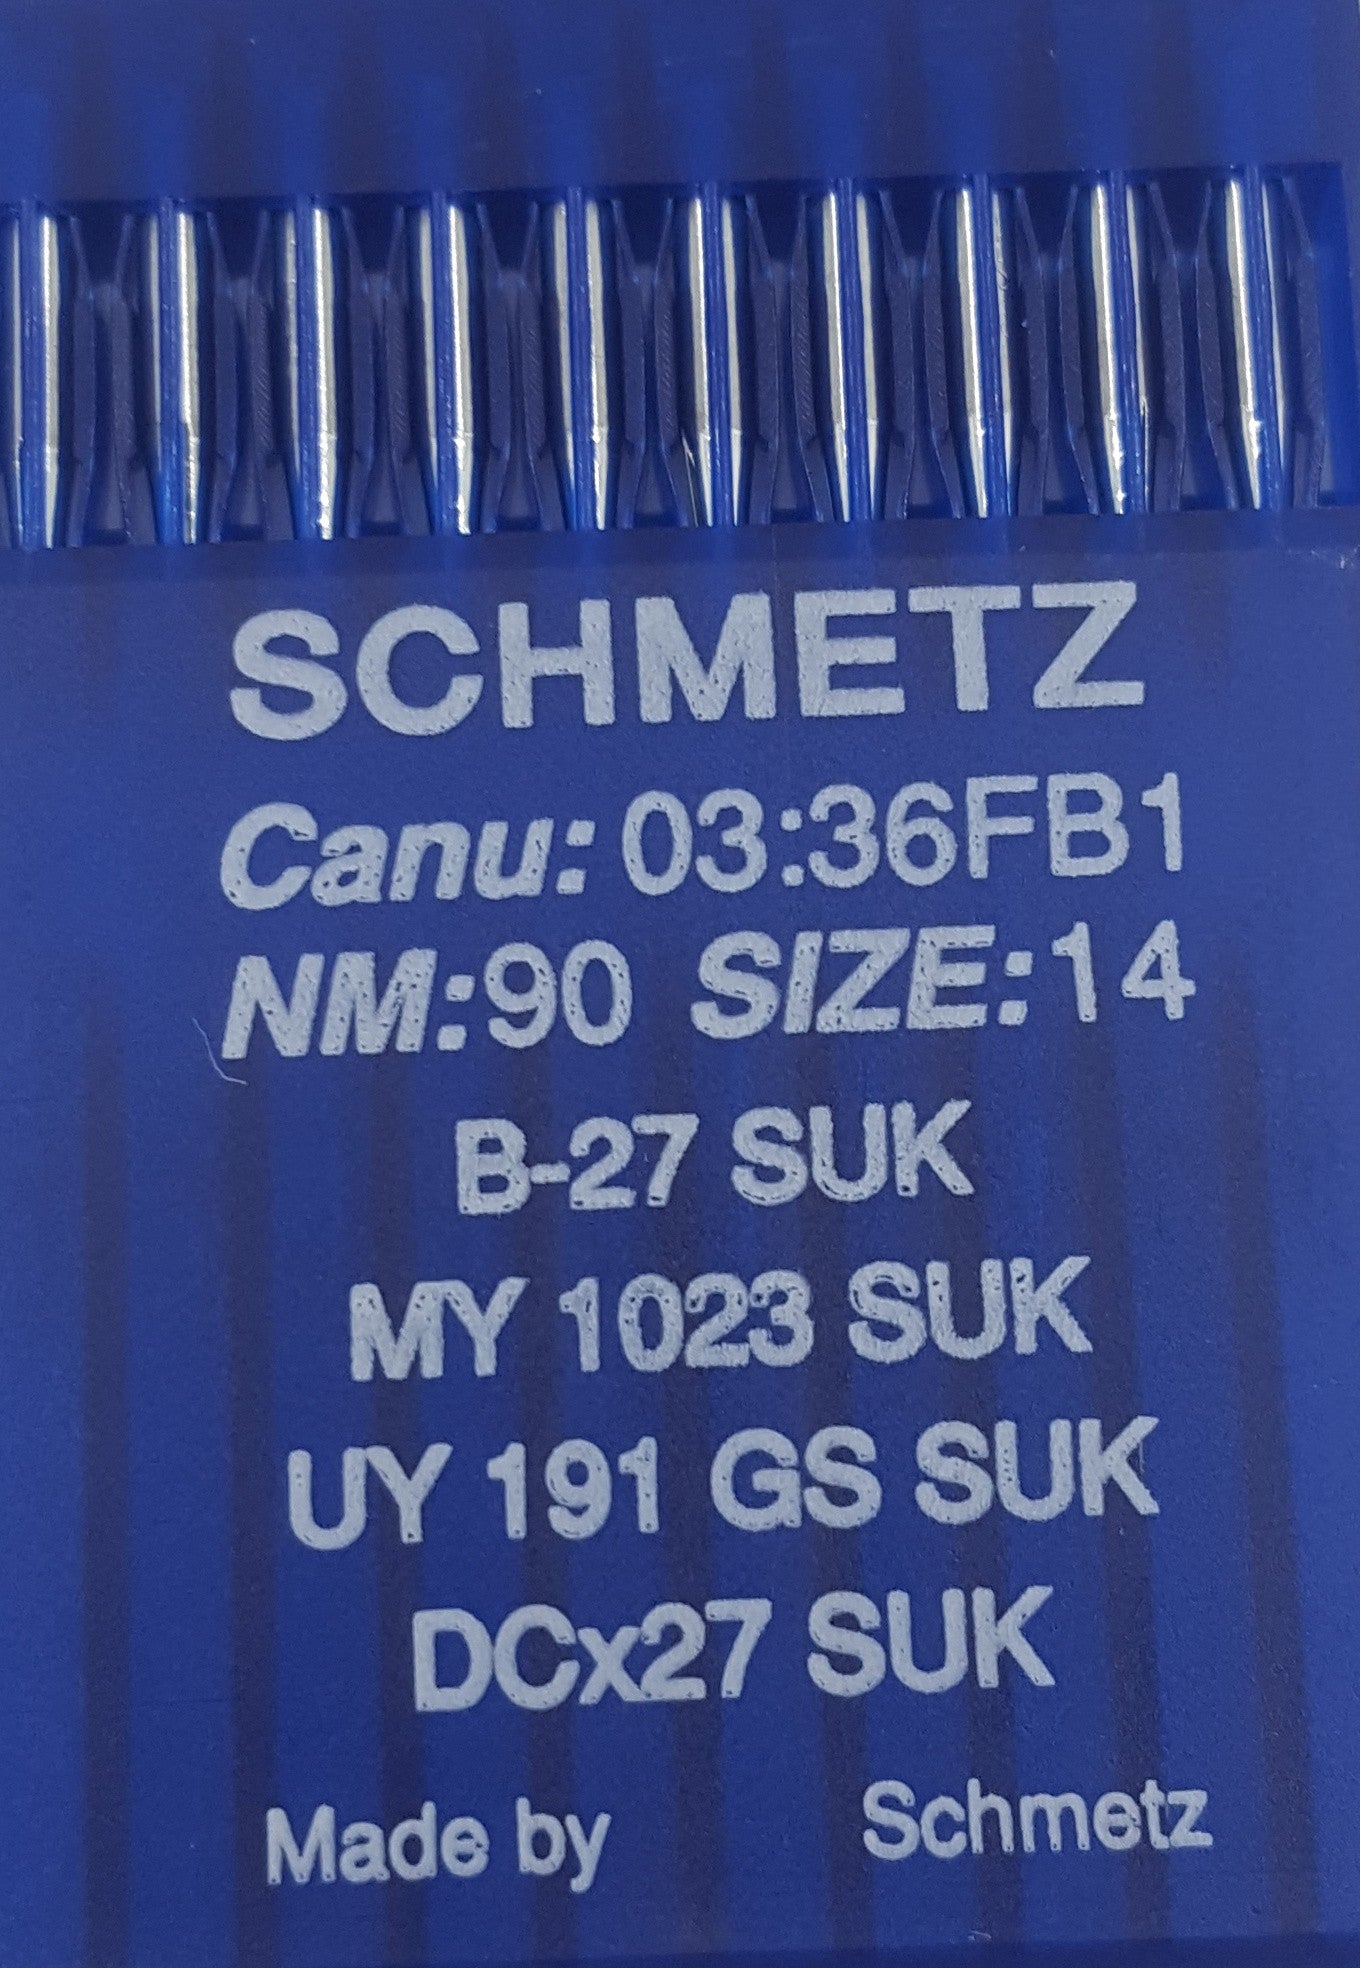 SCHMETZ
Canu: 03:36FB1
NM:90 SIZE:14
B-27 SUK
MY 1023 SUK
UY 191 GS SUK
DCx27 SUK
Made by Schmetz